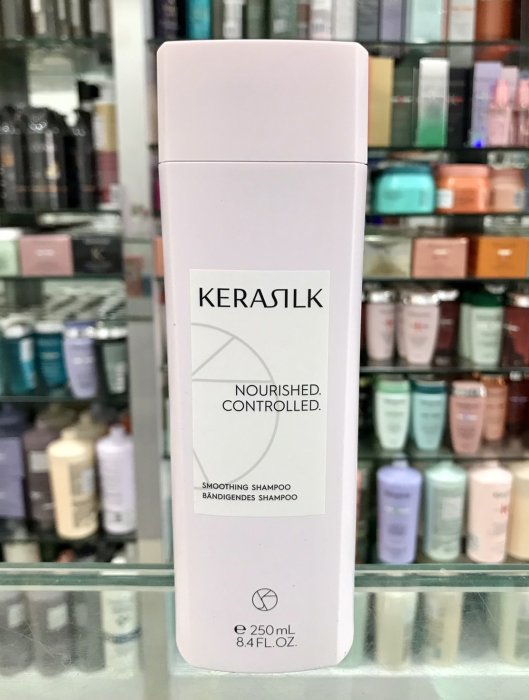 KERASILK
NOURISHED.
CONTROLLED.
SMOOTHING SHAMPOO
BÄNDIGENDES SHAMPOO
℮ 250 mL
8.4 FL.OZ.